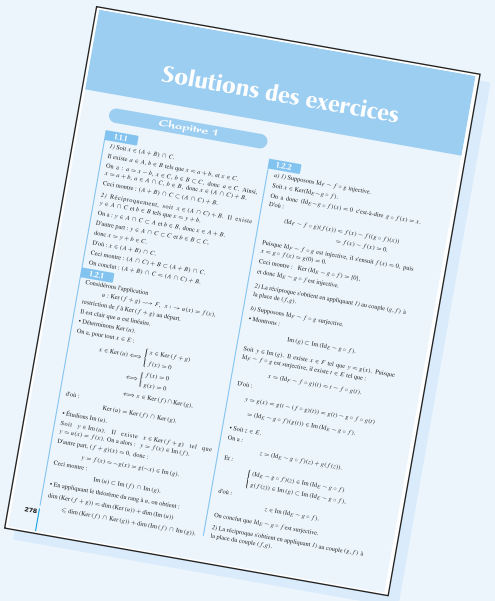 Solutions des exercices
Chapitre 1
1.1.1
1) Soit x ∈ (A + B) ∩ C.
Il existe a ∈ A, b ∈ B tels que x = a + b, et x ∈ C.
On a : a = x − b, x ∈ C, b ∈ B ⊂ C, donc a ∈ C. Ainsi,
x = a + b, a ∈ A ∩ C, b ∈ B, donc x ∈ (A ∩ C) + B.
Ceci montre : (A + B) ∩ C ⊂ (A ∩ C) + B.
2) Réciproquement, soit x ∈ (A ∩ C) + B. Il existe
y ∈ A ∩ C et b ∈ B tels que x = y + b.
On a : y ∈ A ∩ C ⊂ A et b ∈ B, donc x ∈ A + B.
D'autre part : y ∈ A ∩ C ⊂ C et b ∈ B ⊂ C,
donc x = y + b ∈ C.
D'où : x ∈ (A + B) ∩ C.
Ceci montre : (A ∩ C) + B ⊂ (A + B) ∩ C.
On conclut : (A + B) ∩ C = (A ∩ C) + B.
1.2.1
Considérons l'application
u : Ker (f + g) ⟶ F, x ↦ u(x) = f(x),
restriction de f à Ker (f + g) au départ.
Il est clair que u est linéaire.
• Déterminons Ker (u).
On a, pour tout x ∈ E :
x ∈ Ker (u) ⟺ { x ∈ Ker (f + g)
f(x) = 0
⟺ { f(x) = 0
g(x) = 0
⟺ x ∈ Ker (f) ∩ Ker (g),
d'où :
Ker (u) = Ker (f) ∩ Ker (g).
• Étudions Im (u).
Soit y ∈ Im (u). Il existe x ∈ Ker (f + g) tel que
y = u(x) = f(x). On a alors : y = f(x) ∈ Im (f).
D'autre part, (f + g)(x) = 0, donc :
y = f(x) = −g(x) = g(−x) ∈ Im (g).
Ceci montre :
Im (u) ⊂ Im (f) ∩ Im (g).
• En appliquant le théorème du rang à u, on obtient :
dim (Ker (f + g)) = dim (Ker (u)) + dim (Im (u))
⩽ dim (Ker (f) ∩ Ker (g)) + dim (Im (f) ∩ Im (g)).
1.2.2
a) 1) Supposons Id_E − f ∘ g injective.
Soit x ∈ Ker (Id_E − g ∘ f).
On a donc (Id_E − g ∘ f)(x) = 0 c'est-à-dire g ∘ f(x) = x.
D'où :
(Id_F − f ∘ g)(f(x)) = f(x) − f(g ∘ f(x))
= f(x) − f(x) = 0.
Puisque Id_F − f ∘ g est injective, il s'ensuit f(x) = 0, puis
x = g ∘ f(x) = g(0) = 0.
Ceci montre : Ker (Id_E − g ∘ f) = {0},
et donc Id_E − g ∘ f est injective.
2) La réciproque s'obtient en appliquant 1) au couple (g, f) à
la place de (f, g).
b) Supposons Id_F − f ∘ g surjective.
• Montrons :
Im (g) ⊂ Im (Id_E − g ∘ f).
Soit y ∈ Im (g). Il existe x ∈ F tel que y = g(x). Puisque
Id_F − f ∘ g est surjective, il existe t ∈ F tel que :
x = (Id_F − f ∘ g)(t) = t − f ∘ g(t).
D'où :
y = g(x) = g(t − (f ∘ g)(t)) = g(t) − g ∘ f ∘ g(t)
= (Id_E − g ∘ f)(g(t)) ∈ Im (Id_E − g ∘ f).
• Soit z ∈ E.
On a :
z = (Id_E − g ∘ f)(z) + g(f(z)).
Et :
{ (Id_E − g ∘ f)(z) ∈ Im (Id_E − g ∘ f)
g(f(z)) ∈ Im (g) ⊂ Im (Id_E − g ∘ f)
d'où :
z ∈ Im (Id_E − g ∘ f).
On conclut que Id_E − g ∘ f est surjective.
2) La réciproque s'obtient en appliquant 1) au couple (g, f) à
la place du couple (f, g).
278